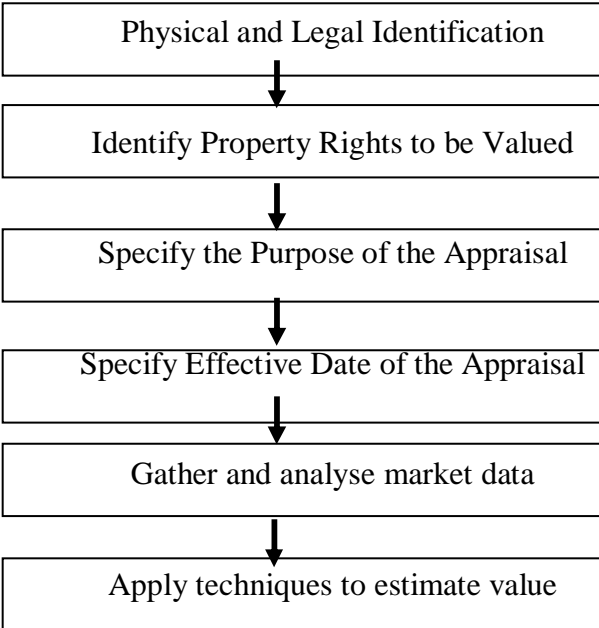 Physical and Legal Identification
Identify Property Rights to be Valued
Specify the Purpose of the Appraisal
Specify Effective Date of the Appraisal
Gather and analyse market data
Apply techniques to estimate value